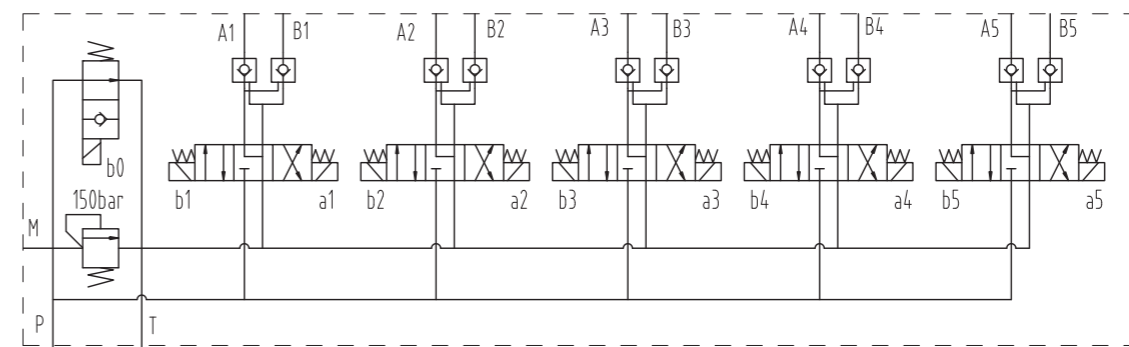 A1 B1 A2 B2 A3 B3 A4 B4 A5 B5
b0
150bar
b1 a1 b2 a2 b3 a3 b4 a4 b5 a5
M
P T